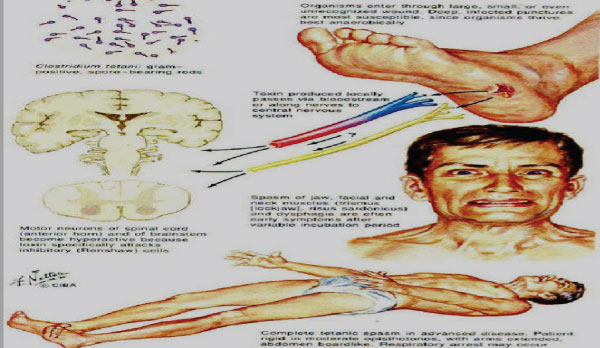 Organisms enter through large, small, or even
unrecognized wound. Deep, infected punctures
are most susceptible, since organisms thrive
best anaerobically
Clostridium tetani: gram-
positive, spore-bearing rods
Toxin produced locally
passes via bloodstream
or along nerves to
central nervous
system
?
Spasm of jaw, facial and
neck muscles (trismus
[lockjaw], risus sardonicus)
and dysphagia are often
early symptoms after
variable incubation period
Motor neurons of spinal cord
(anterior horn) and of brainstem
become hyperactive because
toxin specifically attacks
inhibitory (Renshaw) cells
F. Netter
© CIBA
Complete tetanic spasm in advanced disease. Patient
rigid in moderate opisthotonos, with arms extended,
abdomen boardlike. Respiratory arrest may occur